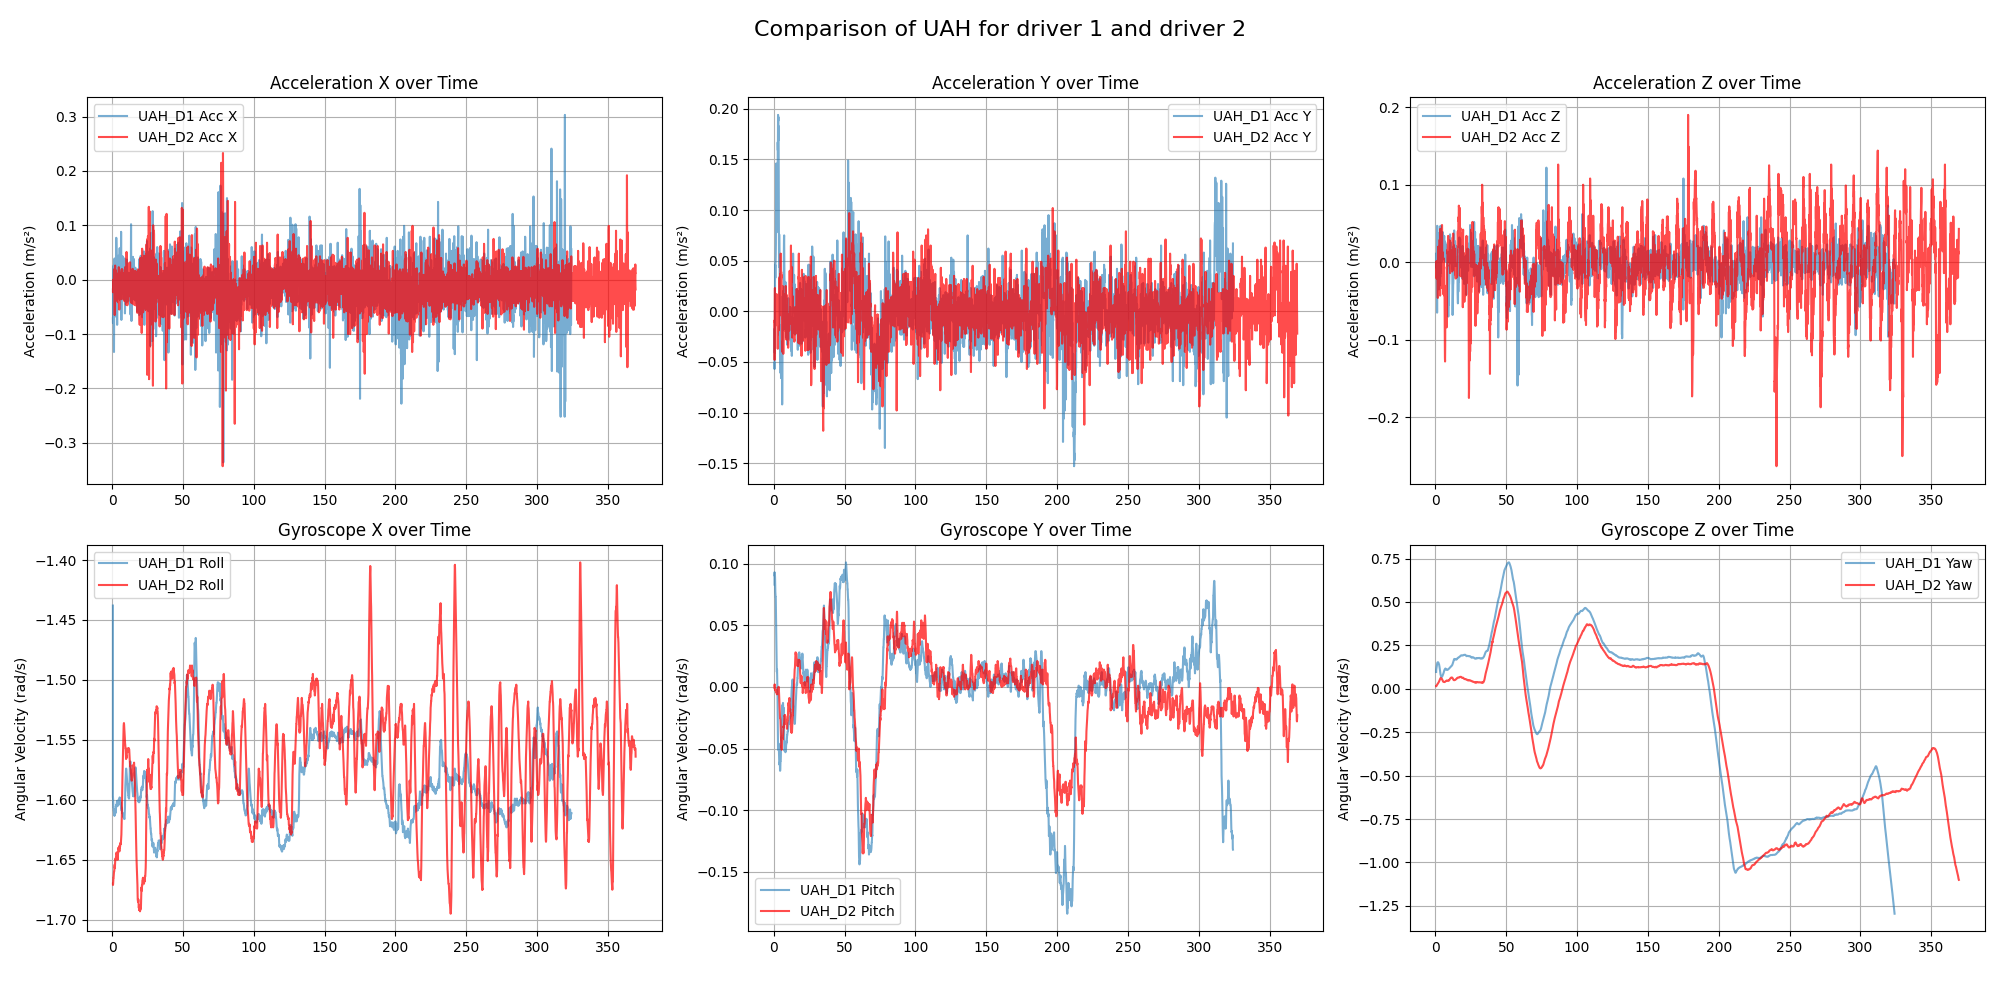 Comparison of UAH for driver 1 and driver 2
Acceleration X over Time
Acceleration (m/s²)
UAH_D1 Acc X
UAH_D2 Acc X
0.3
0.2
0.1
0.0
−0.1
−0.2
−0.3
0 50 100 150 200 250 300 350
Acceleration Y over Time
Acceleration (m/s²)
UAH_D1 Acc Y
UAH_D2 Acc Y
0.20
0.15
0.10
0.05
0.00
−0.05
−0.10
−0.15
0 50 100 150 200 250 300 350
Acceleration Z over Time
Acceleration (m/s²)
UAH_D1 Acc Z
UAH_D2 Acc Z
0.2
0.1
0.0
−0.1
−0.2
0 50 100 150 200 250 300 350
Gyroscope X over Time
Angular Velocity (rad/s)
UAH_D1 Roll
UAH_D2 Roll
−1.40
−1.45
−1.50
−1.55
−1.60
−1.65
−1.70
0 50 100 150 200 250 300 350
Gyroscope Y over Time
Angular Velocity (rad/s)
0.10
0.05
0.00
−0.05
−0.10
−0.15
UAH_D1 Pitch
UAH_D2 Pitch
0 50 100 150 200 250 300 350
Gyroscope Z over Time
Angular Velocity (rad/s)
UAH_D1 Yaw
UAH_D2 Yaw
0.75
0.50
0.25
0.00
−0.25
−0.50
−0.75
−1.00
−1.25
0 50 100 150 200 250 300 350